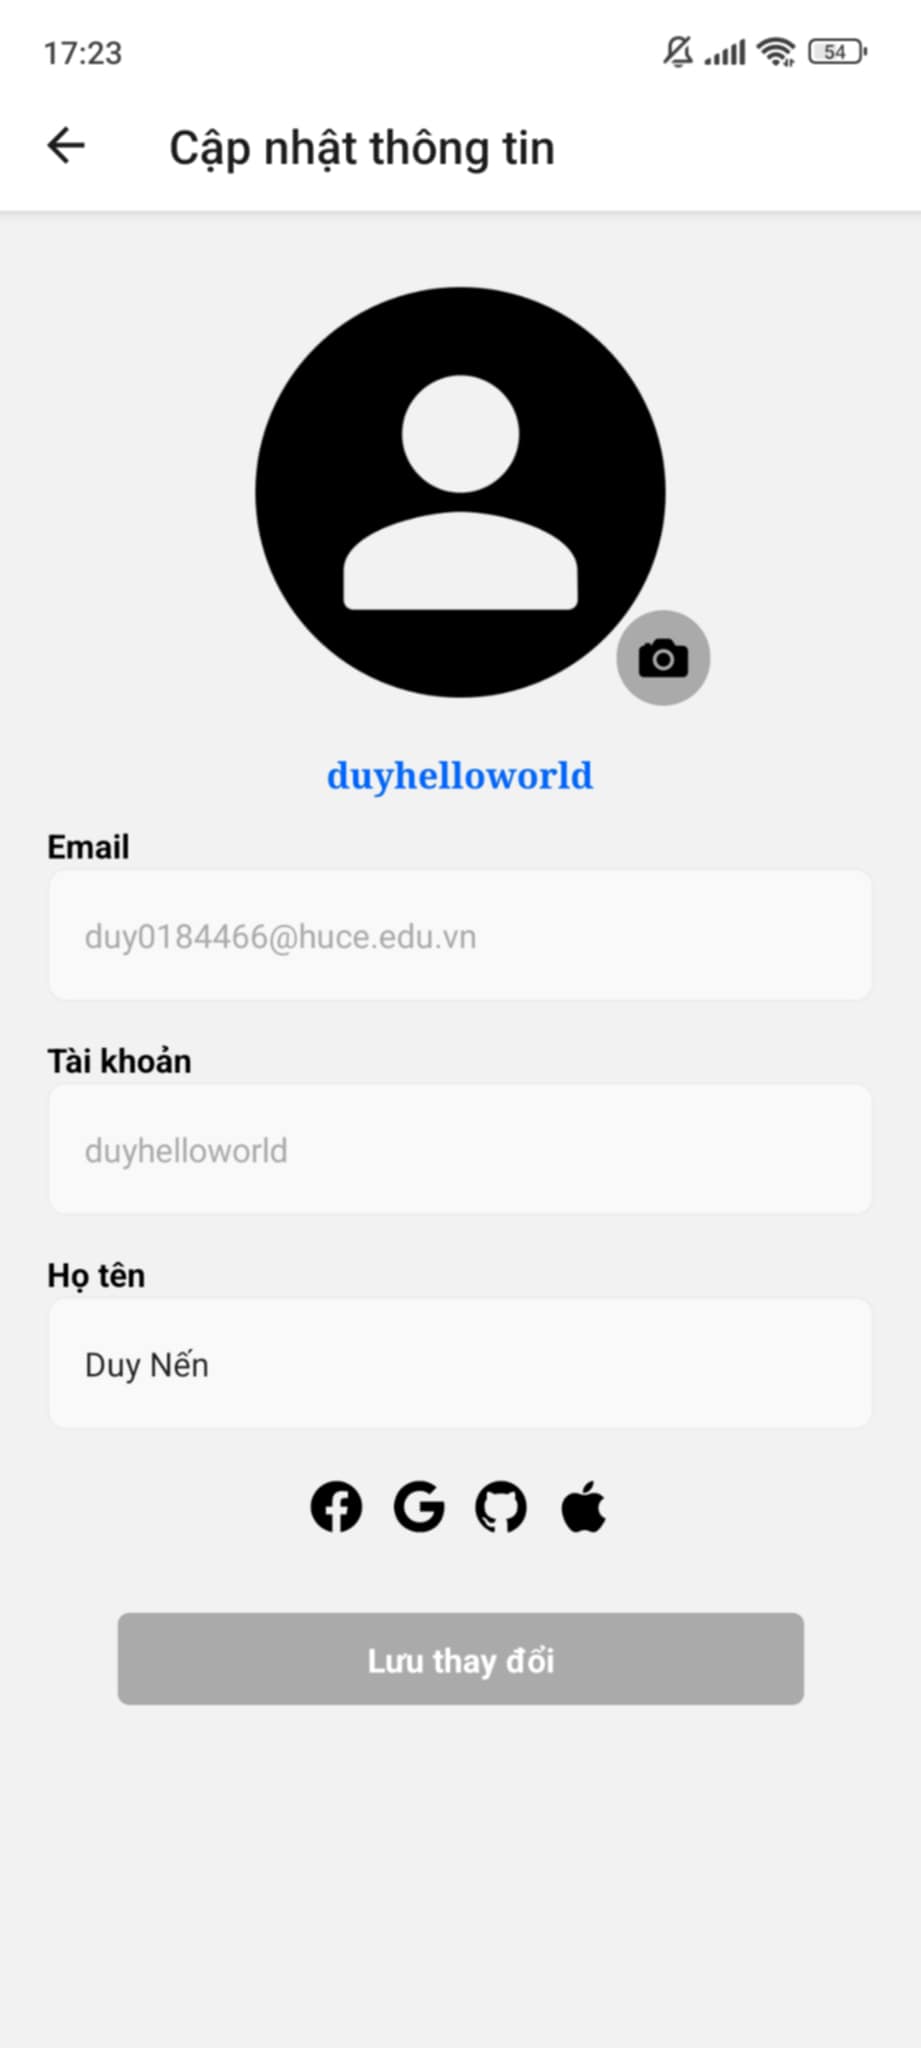 17:23
54
Cập nhật thông tin
duyhelloworld
Email
duy0184466@huce.edu.vn
Tài khoản
duyhelloworld
Họ tên
Duy Nến
Lưu thay đổi